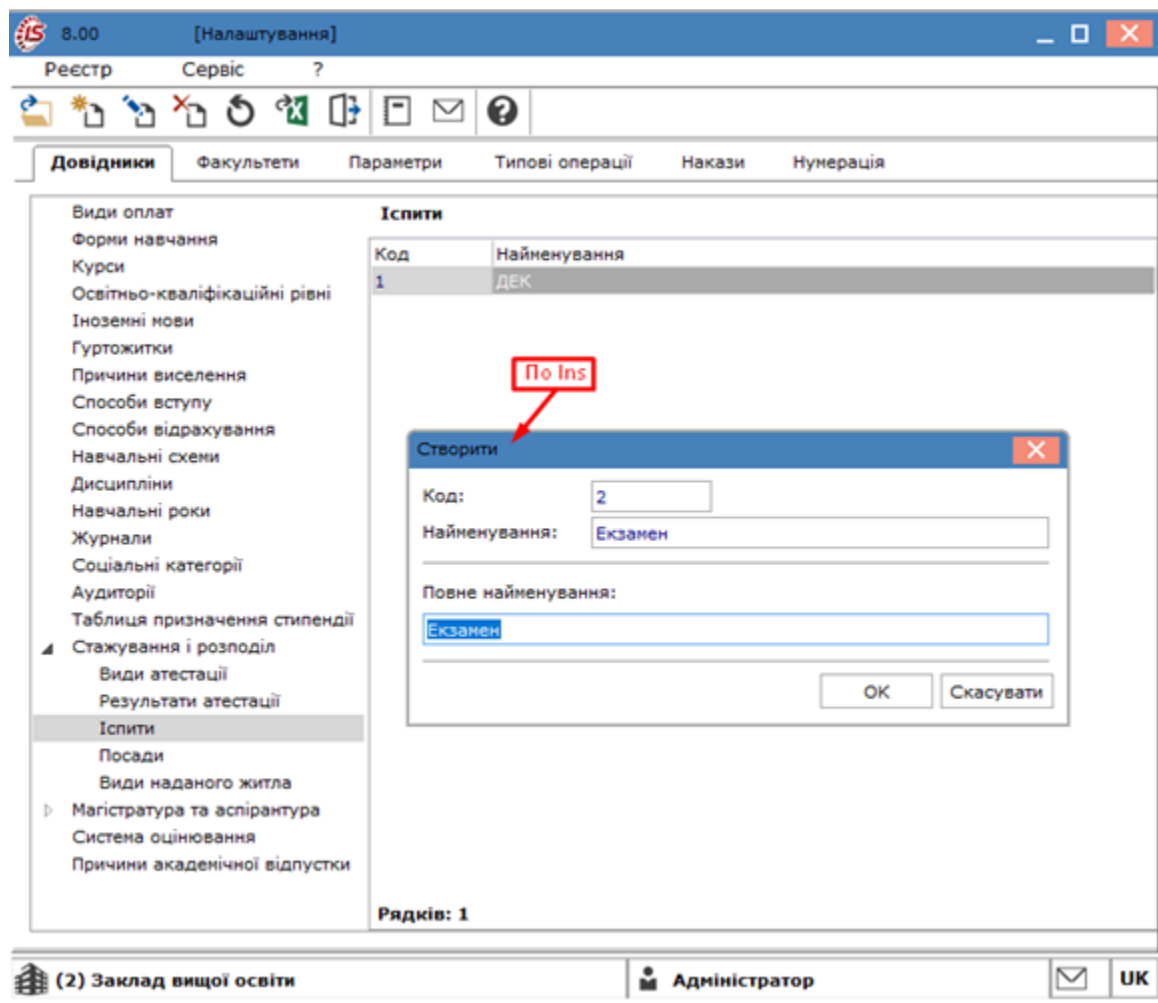 IS 8.00 [Налаштування]
Реєстр Сервіс ?
Довідники Факультети Параметри Типові операції Накази Нумерація
Види оплат
Форми навчання
Курси
Освітньо-кваліфікаційні рівні
Іноземні мови
Гуртожитки
Причини виселення
Способи вступу
Способи відрахування
Навчальні схеми
Дисципліни
Навчальні роки
Журнали
Соціальні категорії
Аудиторії
Таблиця призначення стипендії
Стажування і розподіл
Види атестації
Результати атестації
Іспити
Посади
Види наданого житла
Магістратура та аспірантура
Система оцінювання
Причини академічної відпустки
Іспити
Код Найменування
1 ДЕК
По Ins
Створити
Код: 2
Найменування: Екзамен
Повне найменування:
Екзамен
OK Скасувати
Рядків: 1
(2) Заклад вищої освіти Адміністратор UK